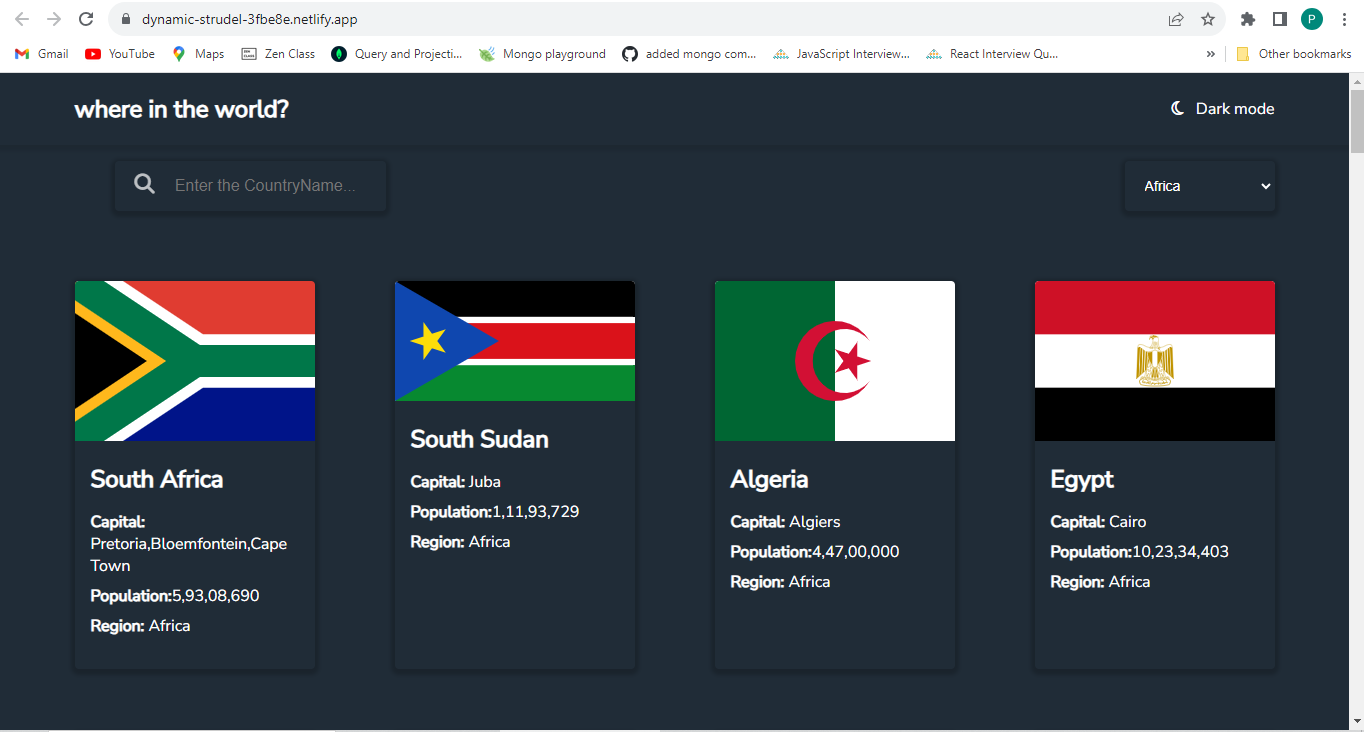 dynamic-strudel-3fbe8e.netlify.app
P
Gmail YouTube Maps Zen Class Query and Projecti... Mongo playground added mongo com... JavaScript Interview... React Interview Qu... » Other bookmarks
where in the world? Dark mode
Enter the CountryName... Africa
South Africa
Capital:
Pretoria,Bloemfontein,Cape
Town
Population:5,93,08,690
Region: Africa
South Sudan
Capital: Juba
Population:1,11,93,729
Region: Africa
Algeria
Capital: Algiers
Population:4,47,00,000
Region: Africa
Egypt
Capital: Cairo
Population:10,23,34,403
Region: Africa